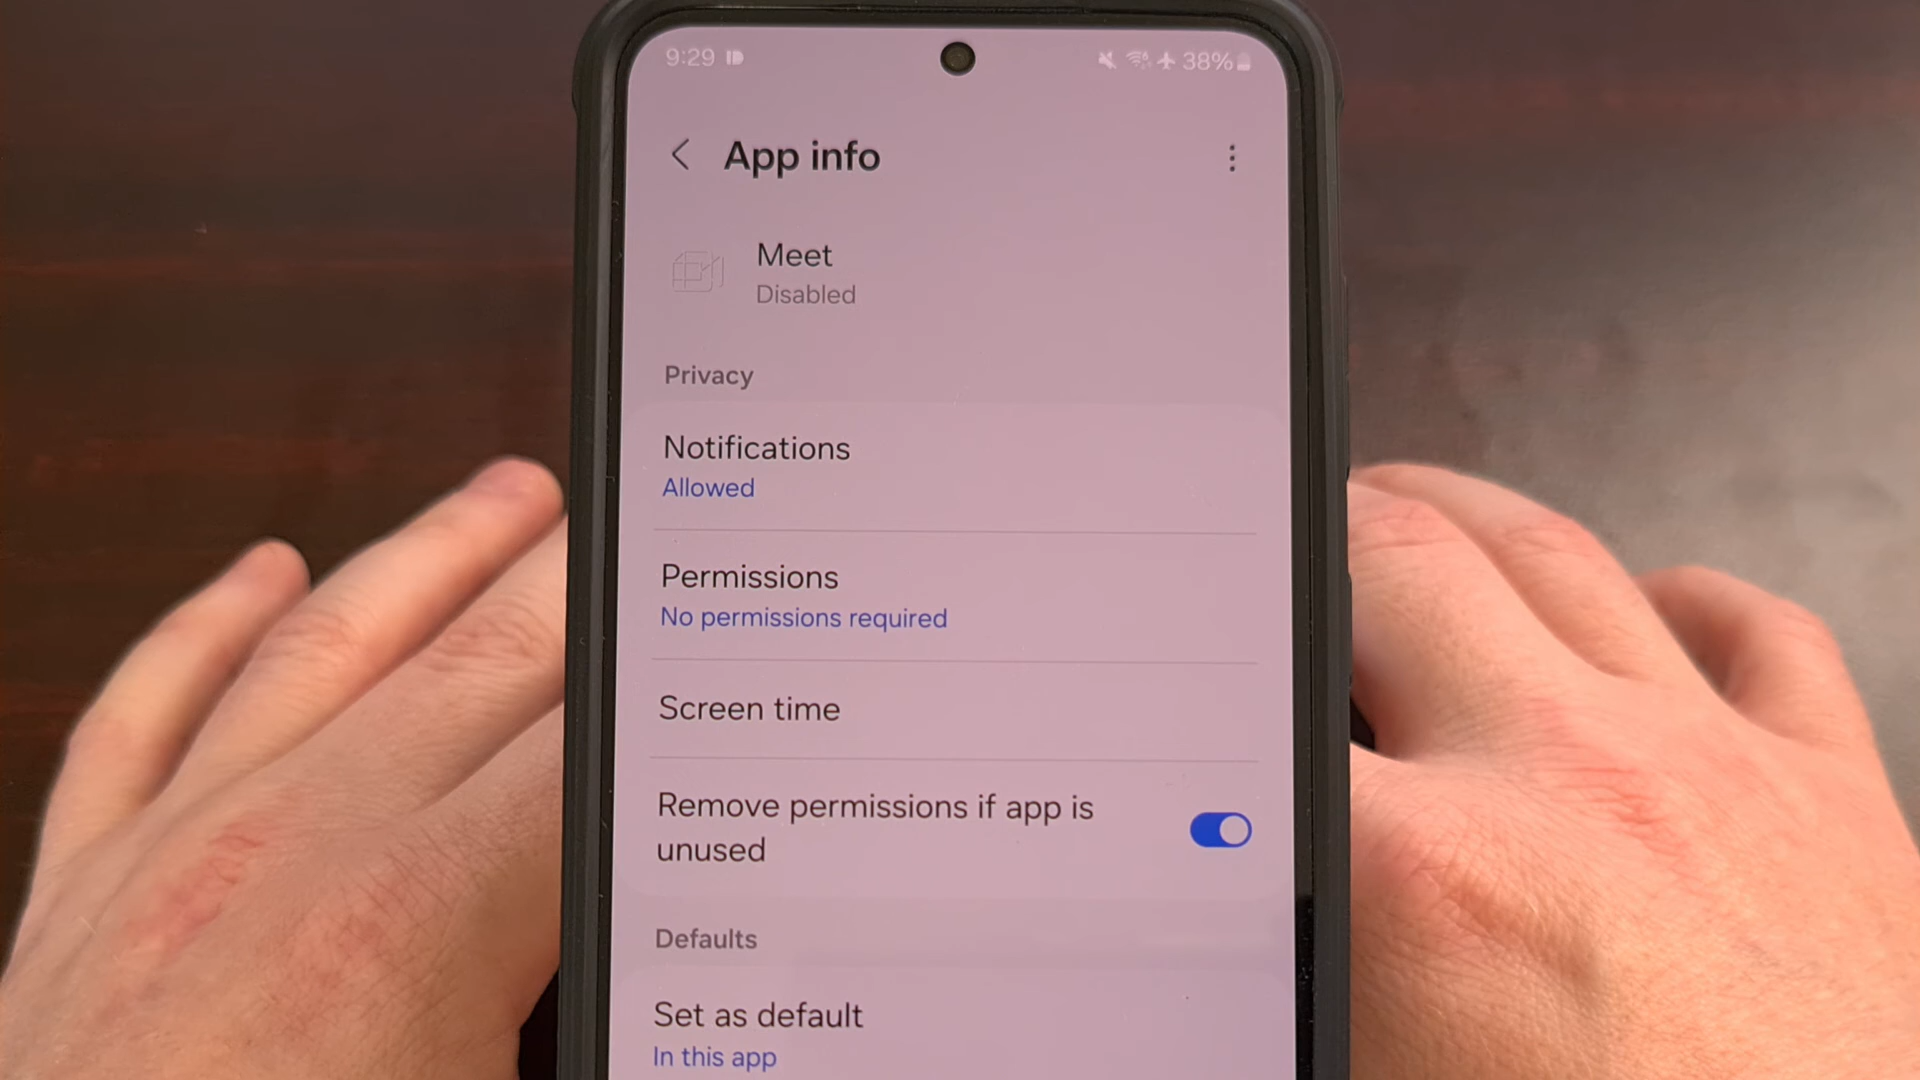 9:29 38%
App info
Meet
Disabled
Privacy
Notifications
Allowed
Permissions
No permissions required
Screen time
Remove permissions if app is
unused
Defaults
Set as default
In this app